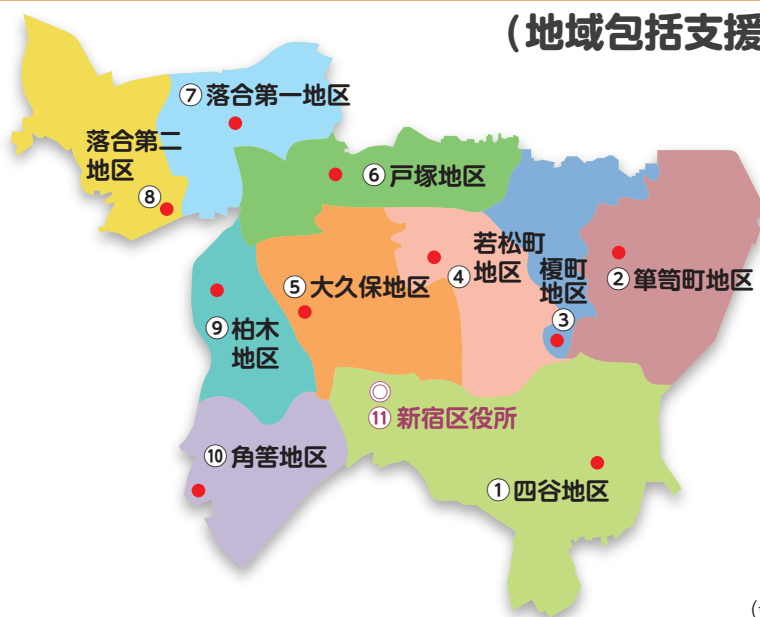 (地域包括支援
⑦落合第一地区
落合第二
地区
⑧
⑥戸塚地区
若松町
④地区
榎町
地区
③
②箪笥町地区
⑤大久保地区
⑨柏木
地区
⑪新宿区役所
⑩角筈地区
①四谷地区